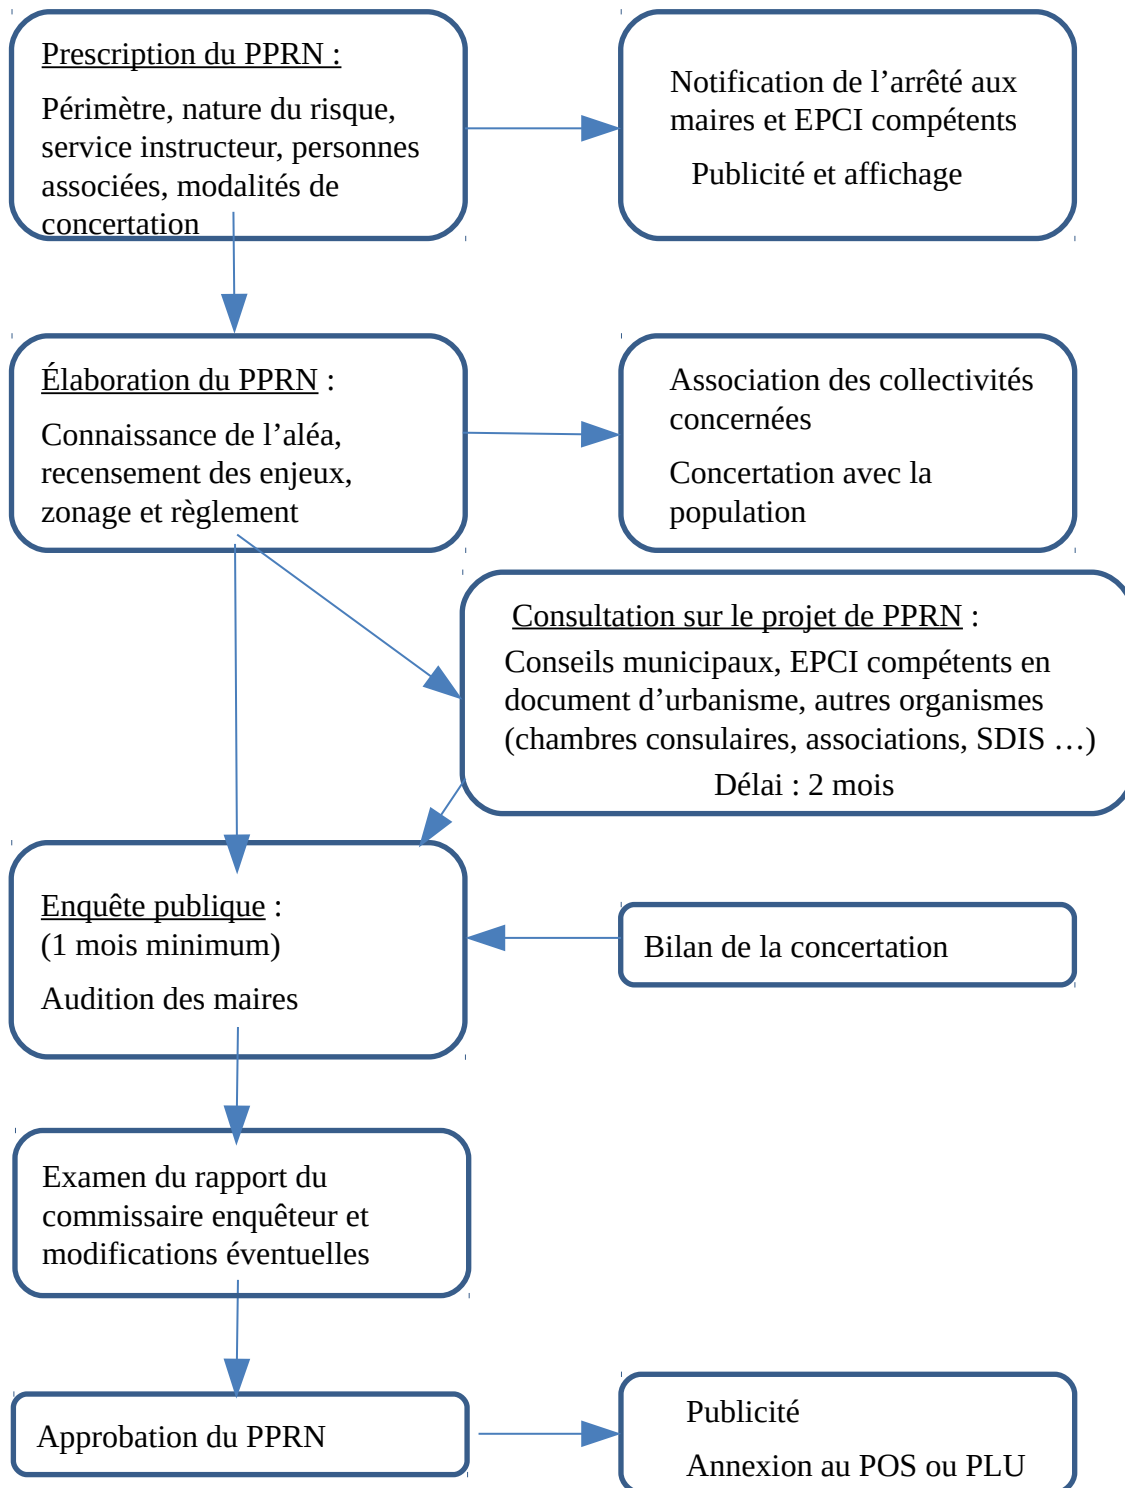 Prescription du PPRN :
Périmètre, nature du risque,
service instructeur, personnes
associées, modalités de
concertation
Notification de l’arrêté aux
maires et EPCI compétents
Publicité et affichage
Élaboration du PPRN :
Connaissance de l’aléa,
recensement des enjeux,
zonage et règlement
Association des collectivités
concernées
Concertation avec la
population
Consultation sur le projet de PPRN :
Conseils municipaux, EPCI compétents en
document d’urbanisme, autres organismes
(chambres consulaires, associations, SDIS …)
Délai : 2 mois
Enquête publique :
(1 mois minimum)
Audition des maires
Bilan de la concertation
Examen du rapport du
commissaire enquêteur et
modifications éventuelles
Approbation du PPRN
Publicité
Annexion au POS ou PLU